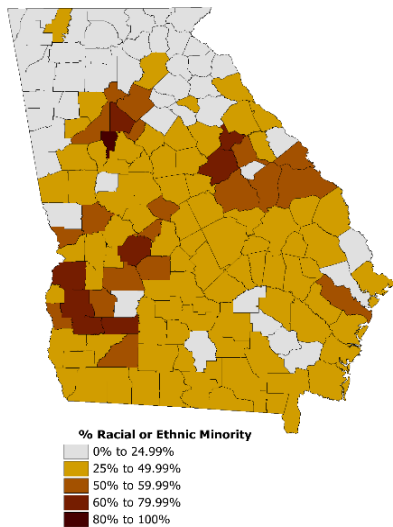 % Racial or Ethnic Minority
0% to 24.99%
25% to 49.99%
50% to 59.99%
60% to 79.99%
80% to 100%